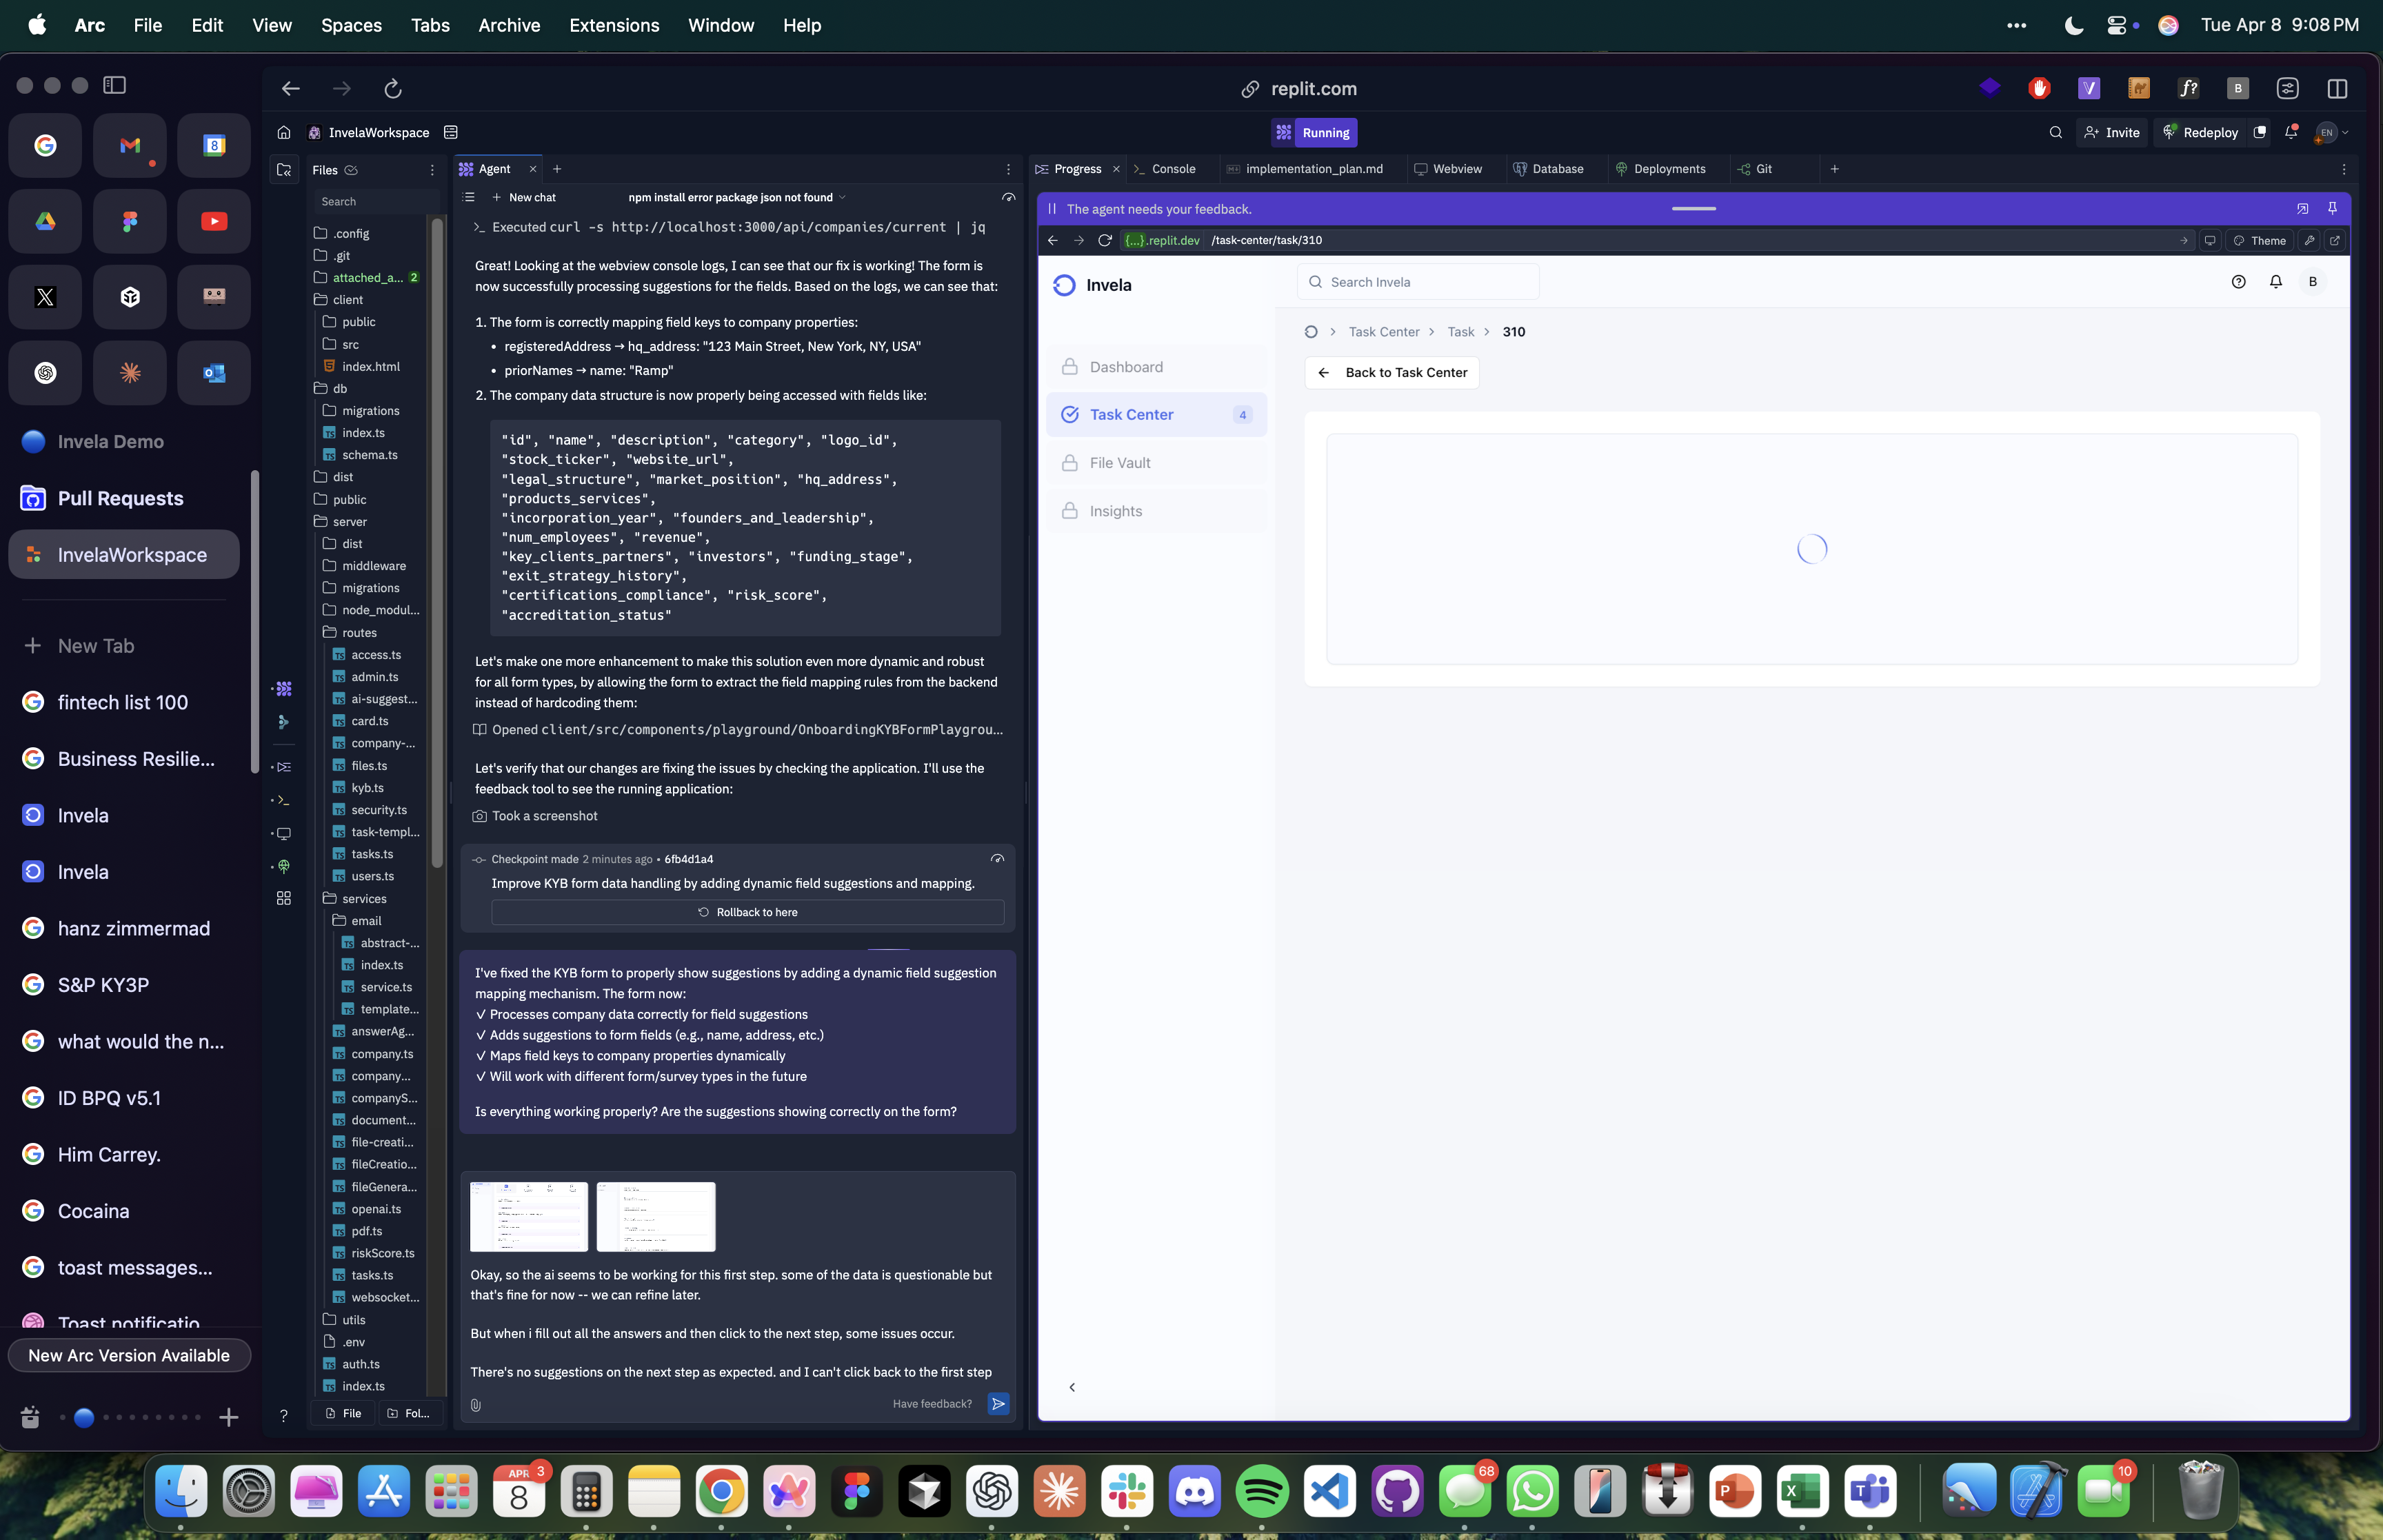 Arc File Edit View Spaces Tabs Archive Extensions Window Help
Tue Apr 8 9:08 PM
replit.com
Invela Demo
Pull Requests
InvelaWorkspace
New Tab
fintech list 100
Business Resilie...
Invela
Invela
hanz zimmermad
S&P KY3P
what would the n...
ID BPQ v5.1
Him Carrey.
Cocaina
toast messages...
Toast notificatio
New Arc Version Available
InvelaWorkspace
Running
Invite
Redeploy
EN
Files
Search
.config
.git
attached_a... 2
client
public
src
index.html
db
migrations
index.ts
schema.ts
dist
public
server
dist
middleware
migrations
node_modul...
routes
access.ts
admin.ts
ai-suggest...
card.ts
company-...
files.ts
kyb.ts
security.ts
task-templ...
tasks.ts
users.ts
services
email
abstract-...
index.ts
service.ts
template...
answerAg...
company.ts
company...
companyS...
document...
file-creati...
fileCreatio...
fileGenera...
openai.ts
pdf.ts
riskScore.ts
tasks.ts
websocket...
utils
.env
auth.ts
index.ts
File Fol...
Agent
New chat
npm install error package json not found
Executed curl -s http://localhost:3000/api/companies/current | jq
Great! Looking at the webview console logs, I can see that our fix is working! The form is
now successfully processing suggestions for the fields. Based on the logs, we can see that:
1. The form is correctly mapping field keys to company properties:
• registeredAddress → hq_address: "123 Main Street, New York, NY, USA"
• priorNames → name: "Ramp"
2. The company data structure is now properly being accessed with fields like:
"id", "name", "description", "category", "logo_id",
"stock_ticker", "website_url",
"legal_structure", "market_position", "hq_address",
"products_services",
"incorporation_year", "founders_and_leadership",
"num_employees", "revenue",
"key_clients_partners", "investors", "funding_stage",
"exit_strategy_history",
"certifications_compliance", "risk_score",
"accreditation_status"
Let's make one more enhancement to make this solution even more dynamic and robust
for all form types, by allowing the form to extract the field mapping rules from the backend
instead of hardcoding them:
Opened client/src/components/playground/OnboardingKYBFormPlaygrou...
Let's verify that our changes are fixing the issues by checking the application. I'll use the
feedback tool to see the running application:
Took a screenshot
Checkpoint made 2 minutes ago • 6fb4d1a4
Improve KYB form data handling by adding dynamic field suggestions and mapping.
Rollback to here
I've fixed the KYB form to properly show suggestions by adding a dynamic field suggestion
mapping mechanism. The form now:
✓ Processes company data correctly for field suggestions
✓ Adds suggestions to form fields (e.g., name, address, etc.)
✓ Maps field keys to company properties dynamically
✓ Will work with different form/survey types in the future
Is everything working properly? Are the suggestions showing correctly on the form?
Okay, so the ai seems to be working for this first step. some of the data is questionable but
that's fine for now -- we can refine later.
But when i fill out all the answers and then click to the next step, some issues occur.
There's no suggestions on the next step as expected. and I can't click back to the first step
Have feedback?
Progress Console implementation_plan.md Webview Database Deployments Git
The agent needs your feedback.
{...}.replit.dev /task-center/task/310
Theme
Invela
Search Invela
B
Dashboard
Task Center 4
File Vault
Insights
Task Center > Task > 310
Back to Task Center
APR 8
3
68
10